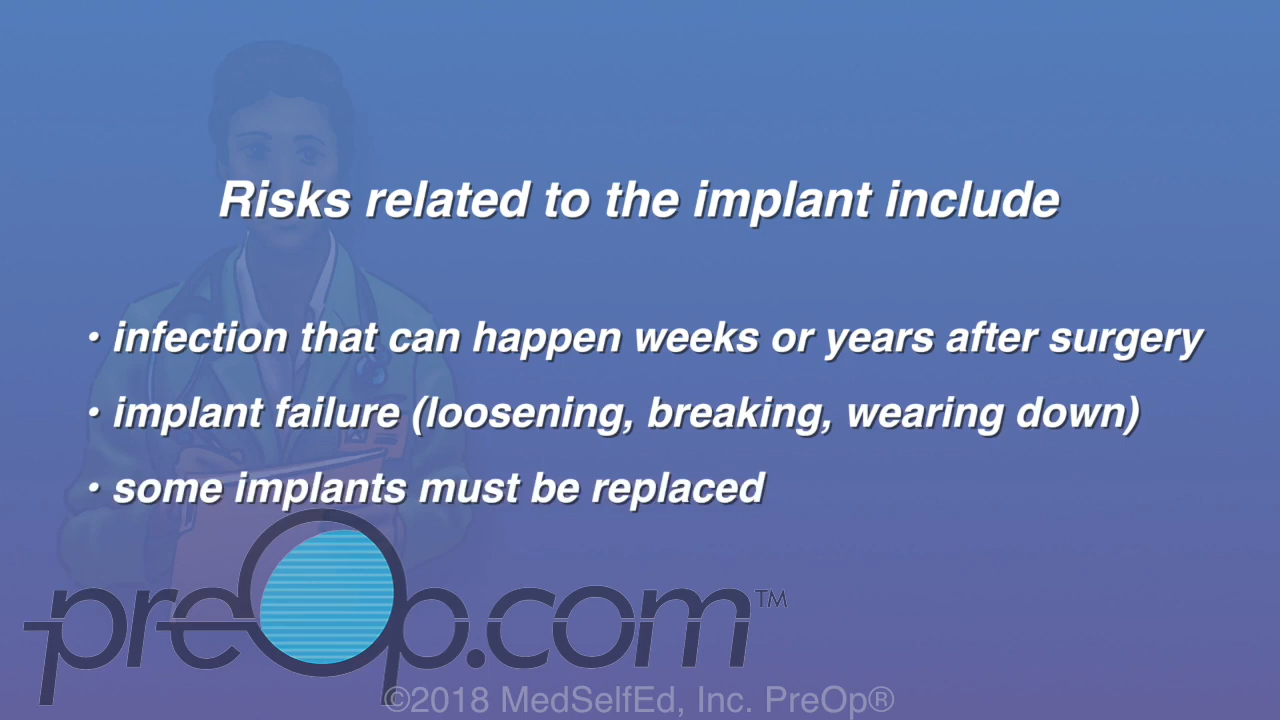 Risks related to the implant include
• infection that can happen weeks or years after surgery
• implant failure (loosening, breaking, wearing down)
• some implants must be replaced
preOp.com™
©2018 MedSelfEd, Inc. PreOp®